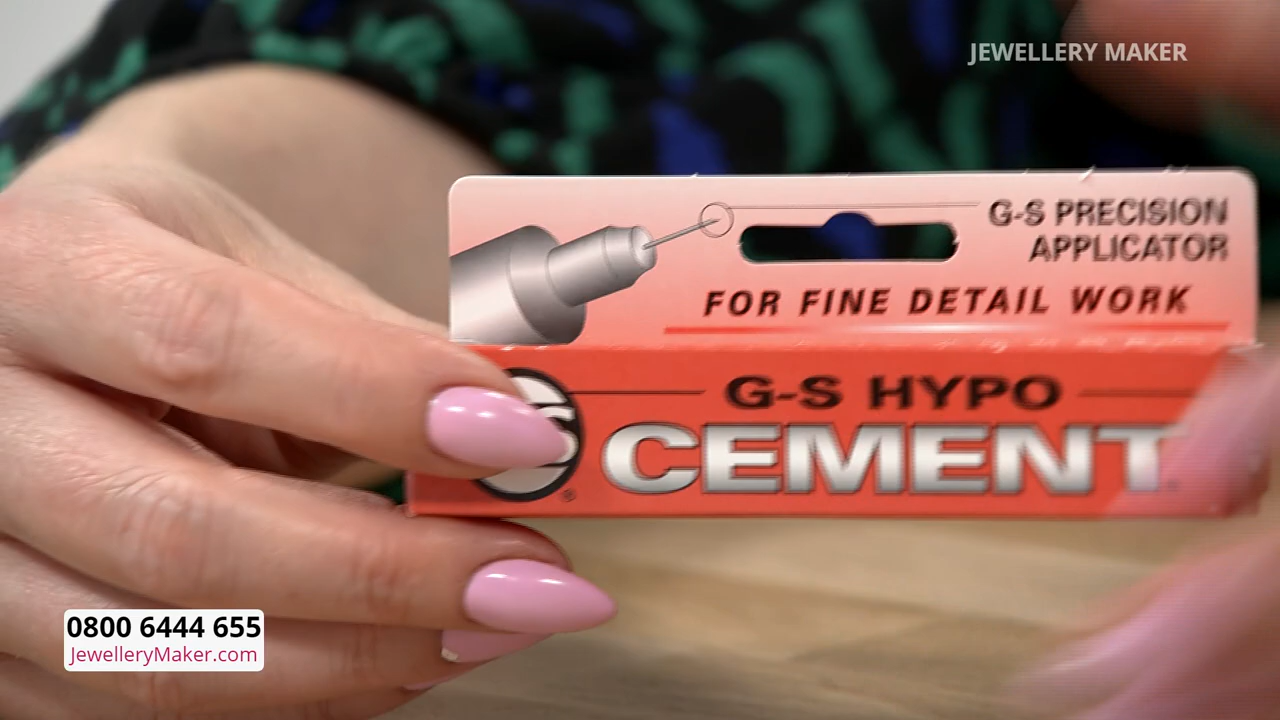 JEWELLERY MAKER
G-S PRECISION
APPLICATOR
FOR FINE DETAIL WORK
G-S HYPO
CEMENT
®
0800 6444 655
JewelleryMaker.com